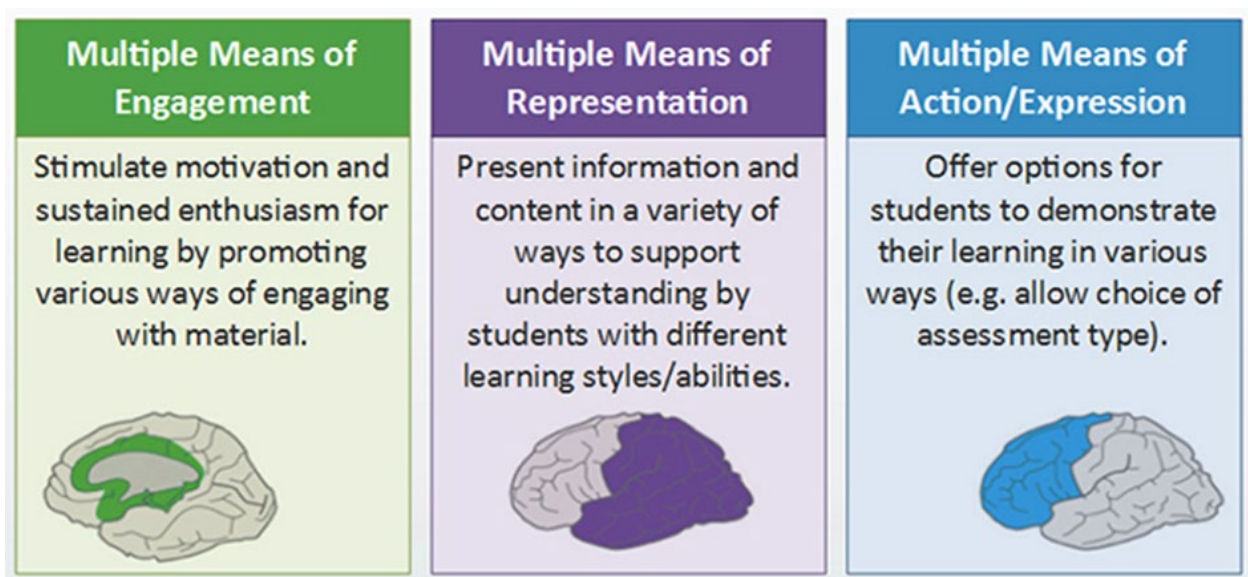 Multiple Means of
Engagement
Stimulate motivation and
sustained enthusiasm for
learning by promoting
various ways of engaging
with material.
Multiple Means of
Representation
Present information and
content in a variety of
ways to support
understanding by
students with different
learning styles/abilities.
Multiple Means of
Action/Expression
Offer options for
students to demonstrate
their learning in various
ways (e.g. allow choice of
assessment type).